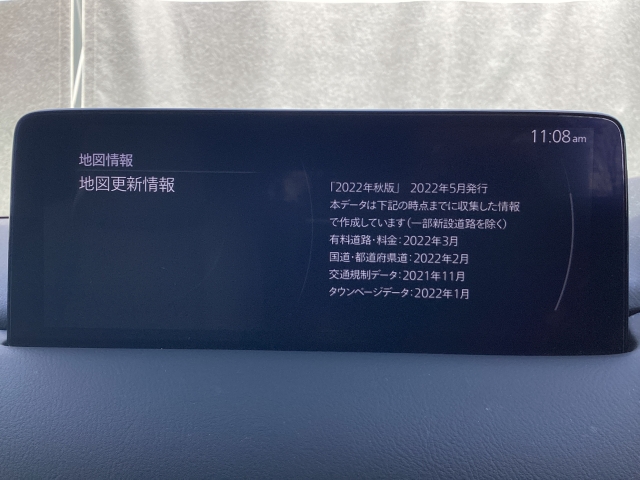 11:08 am
地図情報
地図更新情報
「2022年秋版」 2022年5月発行
本データは下記の時点までに収集した情報
で作成しています(一部新設道路を除く)
有料道路・料金:2022年3月
国道・都道府県道:2022年2月
交通規制データ:2021年11月
タウンページデータ:2022年1月